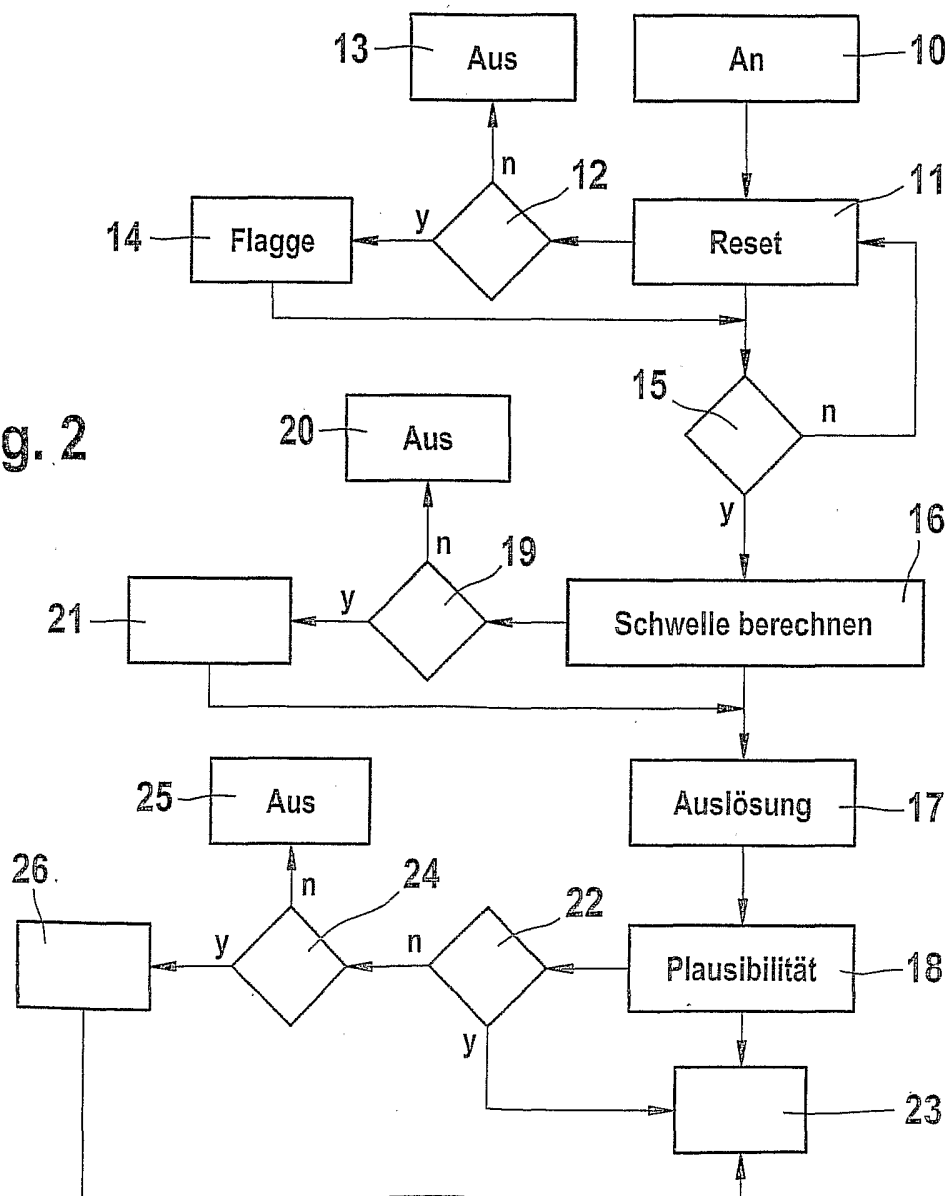 13 Aus An 10
n 12 11
14 Flagge y Reset
15 n
g. 2
20 Aus
y 16
n 19
21 y Schwelle berechnen
25 Aus Auslösung 17
26 n 24 22
y n Plausibilität 18
y
23